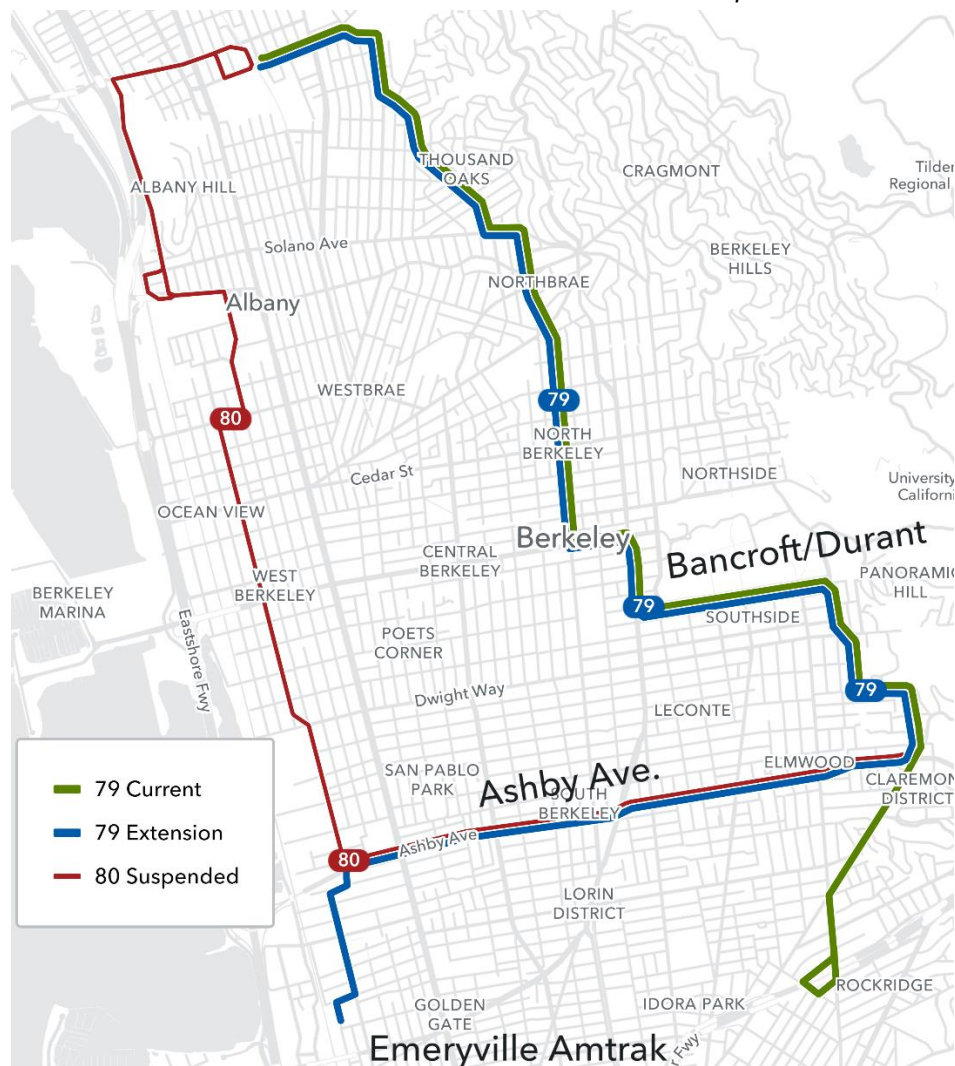 THOUSAND
OAKS
CRAGMONT
Tilden
Regional
ALBANY HILL
Solano Ave
BERKELEY
HILLS
NORTHBRAE
Albany
WESTBRAE
79
80
NORTH
BERKELEY
Cedar St
NORTHSIDE
University
Californi
OCEAN VIEW
Berkeley
Bancroft/Durant
CENTRAL
BERKELEY
PANORAMIC
HILL
WEST
BERKELEY
BERKELEY
MARINA
79
SOUTHSIDE
Eastshore Fwy
POETS
CORNER
79
Dwight Way
LECONTE
79 Current
79 Extension
80 Suspended
SAN PABLO
PARK
Ashby Ave.
ELMWOOD
CLAREMON
DISTRICT
SOUTH
BERKELEY
Ashby Ave
80
LORIN
DISTRICT
ROCKRIDGE
GOLDEN
GATE
IDORA PARK
Emeryville Amtrak
Fwy